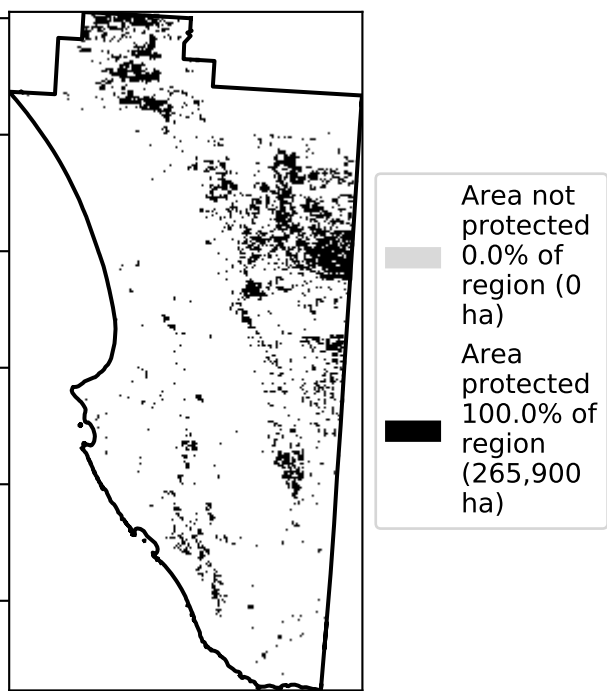 Area not
protected
0.0% of
region (0
ha)
Area
protected
100.0% of
region
(265,900
ha)